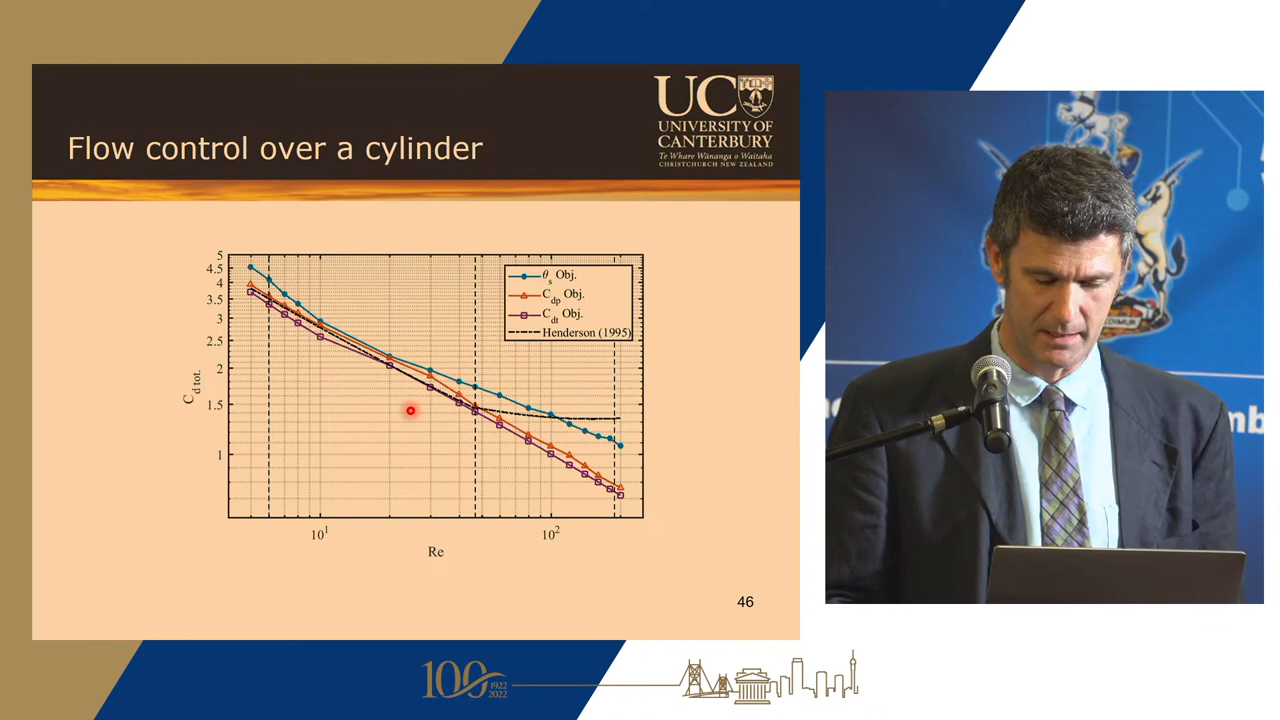 Flow control over a cylinder
UC
UNIVERSITY OF
CANTERBURY
Te Whare Wānanga o Waitaha
CHRISTCHURCH NEW ZEALAND
5
4.5
4
3.5
3
2.5
2
1.5
1
C d tot.
θs Obj.
Cdp Obj.
Cdt Obj.
Henderson (1995)
10¹
10²
Re
46
mb
100
1922
2022